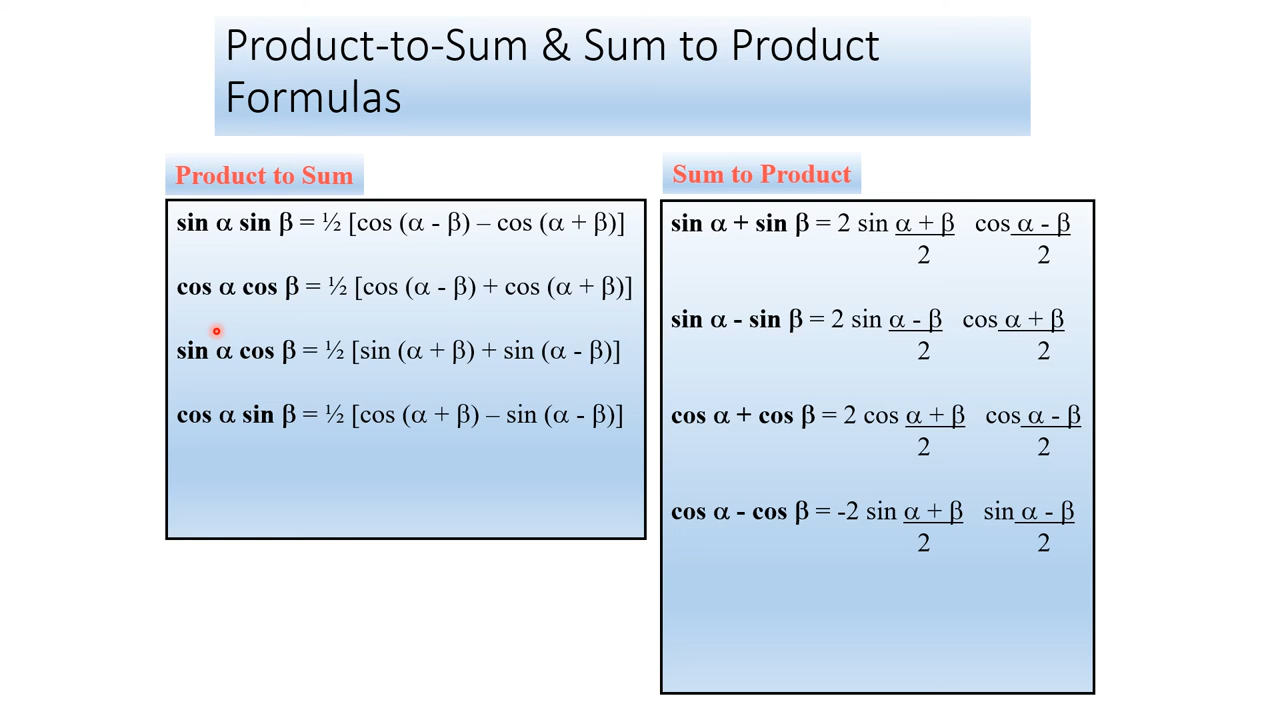 Product-to-Sum & Sum to Product
Formulas
Product to Sum
sin α sin β = ½ [cos (α - β) – cos (α + β)]
cos α cos β = ½ [cos (α - β) + cos (α + β)]
sin α cos β = ½ [sin (α + β) + sin (α - β)]
cos α sin β = ½ [cos (α + β) – sin (α - β)]
Sum to Product
sin α + sin β = 2 sin α + β cos α - β
2 2
sin α - sin β = 2 sin α - β cos α + β
2 2
cos α + cos β = 2 cos α + β cos α - β
2 2
cos α - cos β = -2 sin α + β sin α - β
2 2